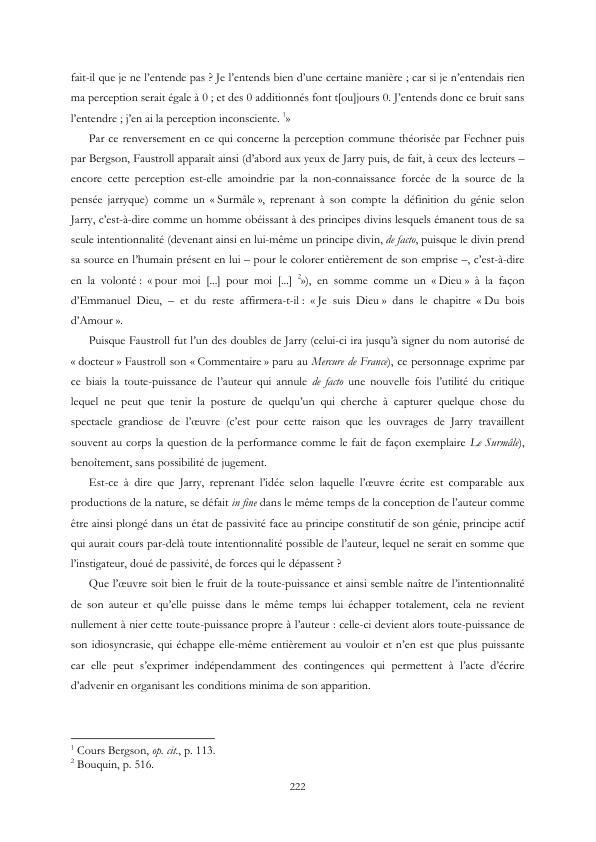 fait-il que je ne l’entende pas ? Je l’entends bien d’une certaine manière ; car si je n’entendais rien
ma perception serait égale à 0 ; et des 0 additionnés font t[ou]jours 0. J’entends donc ce bruit sans
l’entendre ; j’en ai la perception inconsciente. ¹»
Par ce renversement en ce qui concerne la perception commune théorisée par Fechner puis
par Bergson, Faustroll apparaît ainsi (d’abord aux yeux de Jarry puis, de fait, à ceux des lecteurs –
encore cette perception est-elle amoindrie par la non-connaissance forcée de la source de la
pensée jarryque) comme un « Surmâle », reprenant à son compte la définition du génie selon
Jarry, c’est-à-dire comme un homme obéissant à des principes divins lesquels émanent tous de sa
seule intentionnalité (devenant ainsi en lui-même un principe divin, de facto, puisque le divin prend
sa source en l’humain présent en lui – pour le colorer entièrement de son emprise –, c’est-à-dire
en la volonté : « pour moi [...] pour moi [...] ²»), en somme comme un « Dieu » à la façon
d’Emmanuel Dieu, – et du reste affirmera-t-il : « Je suis Dieu » dans le chapitre « Du bois
d’Amour ».
Puisque Faustroll fut l’un des doubles de Jarry (celui-ci ira jusqu’à signer du nom autorisé de
« docteur » Faustroll son « Commentaire » paru au Mercure de France), ce personnage exprime par
ce biais la toute-puissance de l’auteur qui annule de facto une nouvelle fois l’utilité du critique
lequel ne peut que tenir la posture de quelqu’un qui cherche à capturer quelque chose du
spectacle grandiose de l’œuvre (c’est pour cette raison que les ouvrages de Jarry travaillent
souvent au corps la question de la performance comme le fait de façon exemplaire Le Surmâle),
benoîtement, sans possibilité de jugement.
Est-ce à dire que Jarry, reprenant l’idée selon laquelle l’œuvre écrite est comparable aux
productions de la nature, se défait in fine dans le même temps de la conception de l’auteur comme
être ainsi plongé dans un état de passivité face au principe constitutif de son génie, principe actif
qui aurait cours par-delà toute intentionnalité possible de l’auteur, lequel ne serait en somme que
l’instigateur, doué de passivité, de forces qui le dépassent ?
Que l’œuvre soit bien le fruit de la toute-puissance et ainsi semble naître de l’intentionnalité
de son auteur et qu’elle puisse dans le même temps lui échapper totalement, cela ne revient
nullement à nier cette toute-puissance propre à l’auteur : celle-ci devient alors toute-puissance de
son idiosyncrasie, qui échappe elle-même entièrement au vouloir et n’en est que plus puissante
car elle peut s’exprimer indépendamment des contingences qui permettent à l’acte d’écrire
d’advenir en organisant les conditions minima de son apparition.
¹ Cours Bergson, op. cit., p. 113.
² Bouquin, p. 516.
222